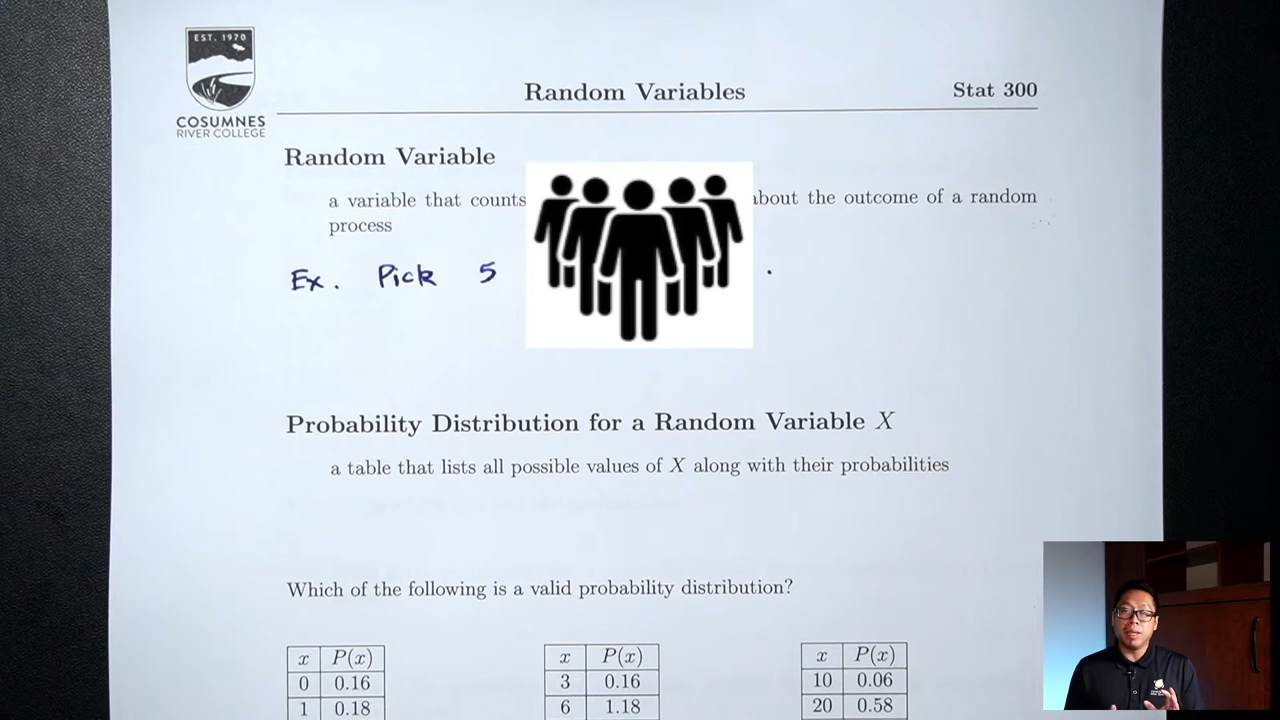 EST. 1970
COSUMNES
RIVER COLLEGE
Random Variables
Stat 300
Random Variable
a variable that counts about the outcome of a random
process
Ex. Pick 5 .
Probability Distribution for a Random Variable X
a table that lists all possible values of X along with their probabilities
Which of the following is a valid probability distribution?
x P(x) x P(x) x P(x)
0 0.16 3 0.16 10 0.06
1 0.18 6 1.18 20 0.58